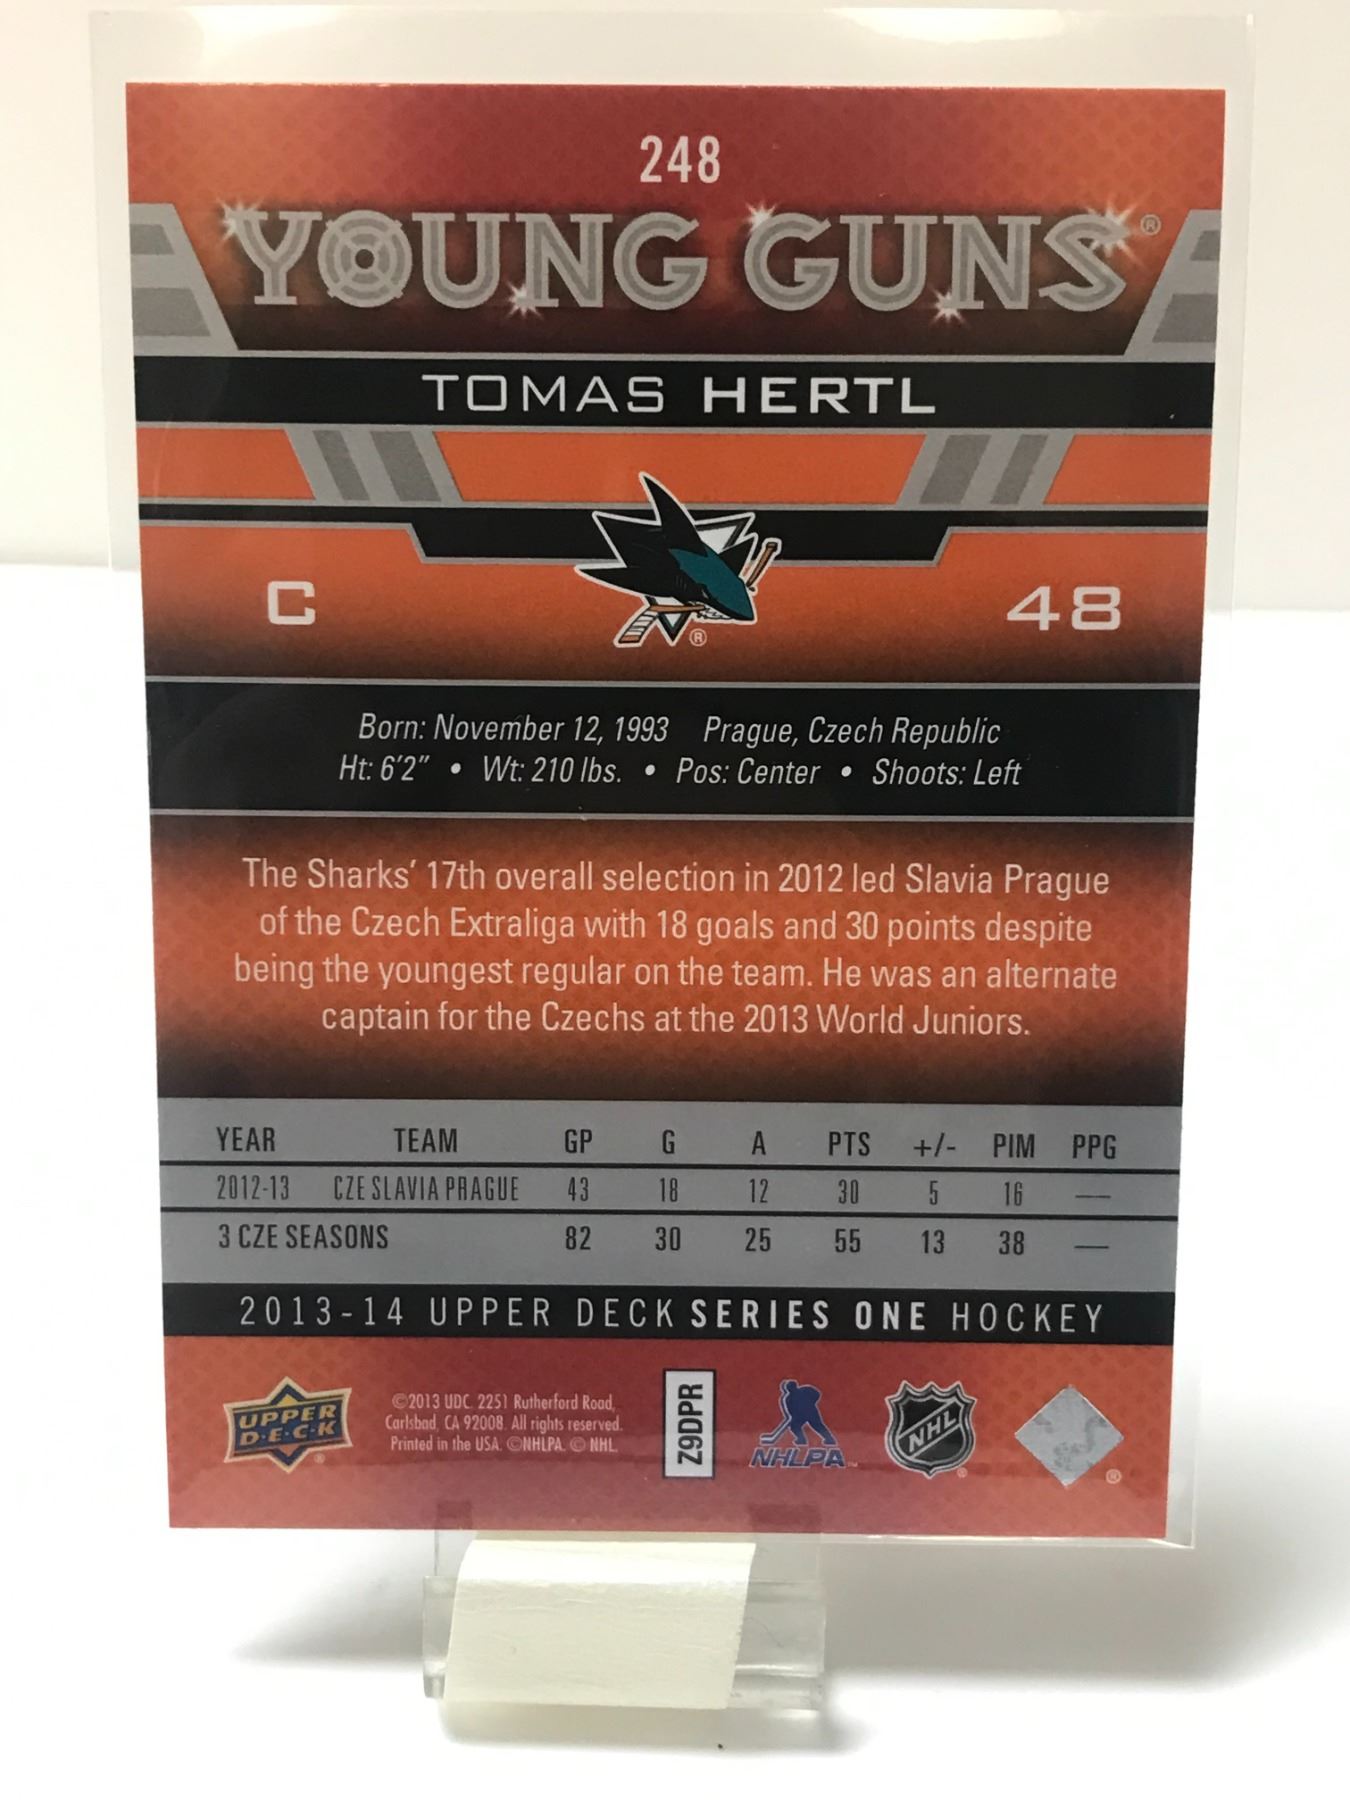 248
YOUNG GUNS®
TOMAS HERTL
C 48
®
Born: November 12, 1993 Prague, Czech Republic
Ht: 6'2" • Wt: 210 lbs. • Pos: Center • Shoots: Left
The Sharks' 17th overall selection in 2012 led Slavia Prague
of the Czech Extraliga with 18 goals and 30 points despite
being the youngest regular on the team. He was an alternate
captain for the Czechs at the 2013 World Juniors.
YEAR TEAM GP G A PTS +/- PIM PPG
2012-13 CZE SLAVIA PRAGUE 43 18 12 30 5 16 —
3 CZE SEASONS 82 30 25 55 13 38 —
2013-14 UPPER DECK SERIES ONE HOCKEY
UPPER
D·E·C·K
®
©2013 UDC. 2251 Rutherford Road,
Carlsbad, CA 92008. All rights reserved.
Printed in the USA. ©NHLPA. © NHL.
Z9DPR
NHLPA™
NHL
®
®